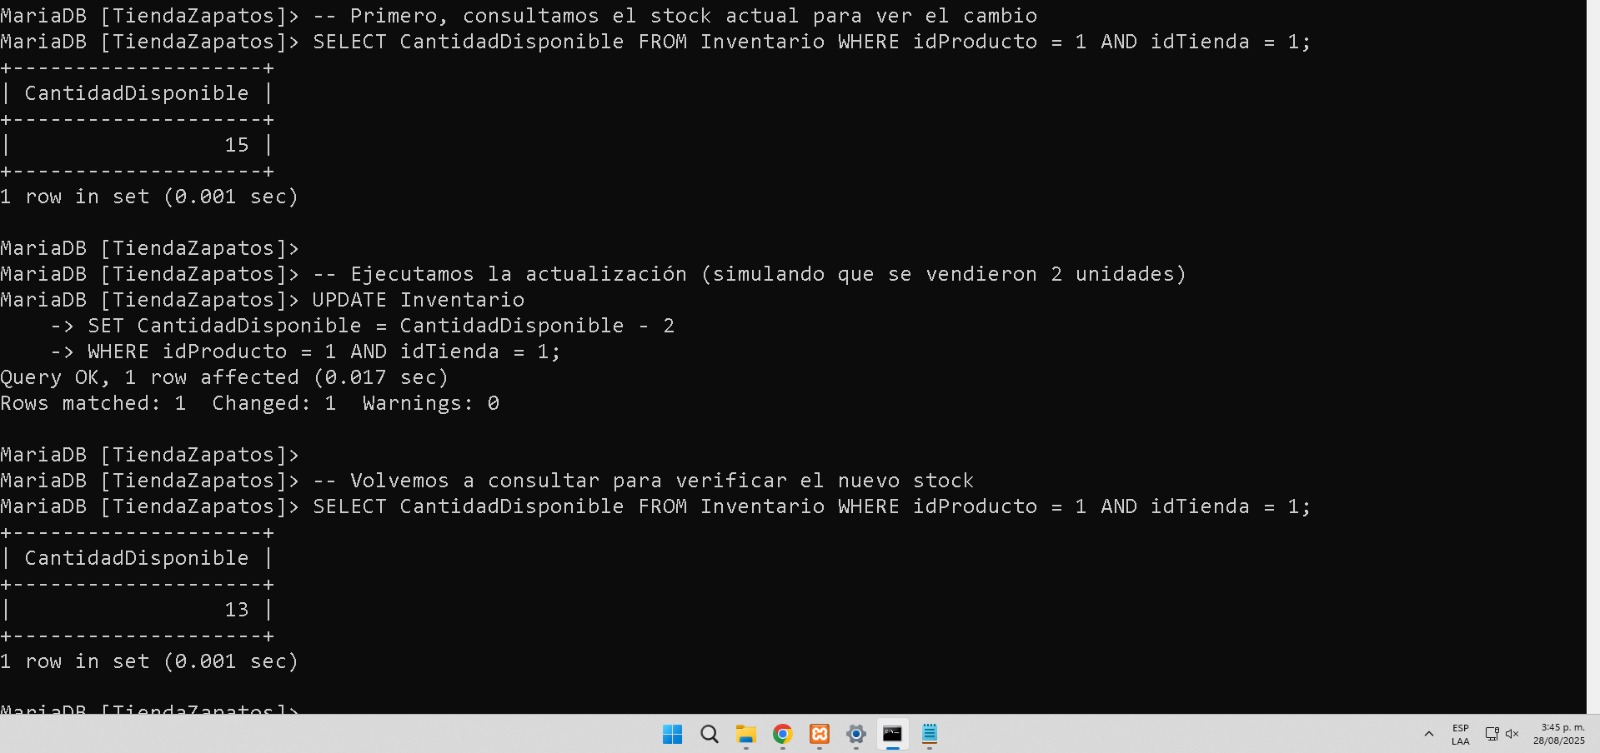 MariaDB [TiendaZapatos]> -- Primero, consultamos el stock actual para ver el cambio
MariaDB [TiendaZapatos]> SELECT CantidadDisponible FROM Inventario WHERE idProducto = 1 AND idTienda = 1;
+--------------------+
| CantidadDisponible |
+--------------------+
|                 15 |
+--------------------+
1 row in set (0.001 sec)

MariaDB [TiendaZapatos]>
MariaDB [TiendaZapatos]> -- Ejecutamos la actualización (simulando que se vendieron 2 unidades)
MariaDB [TiendaZapatos]> UPDATE Inventario
    -> SET CantidadDisponible = CantidadDisponible - 2
    -> WHERE idProducto = 1 AND idTienda = 1;
Query OK, 1 row affected (0.017 sec)
Rows matched: 1  Changed: 1  Warnings: 0

MariaDB [TiendaZapatos]>
MariaDB [TiendaZapatos]> -- Volvemos a consultar para verificar el nuevo stock
MariaDB [TiendaZapatos]> SELECT CantidadDisponible FROM Inventario WHERE idProducto = 1 AND idTienda = 1;
+--------------------+
| CantidadDisponible |
+--------------------+
|                 13 |
+--------------------+
1 row in set (0.001 sec)

MariaDB [TiendaZapatos]>
ESP
LAA
3:45 p. m.
28/08/2025